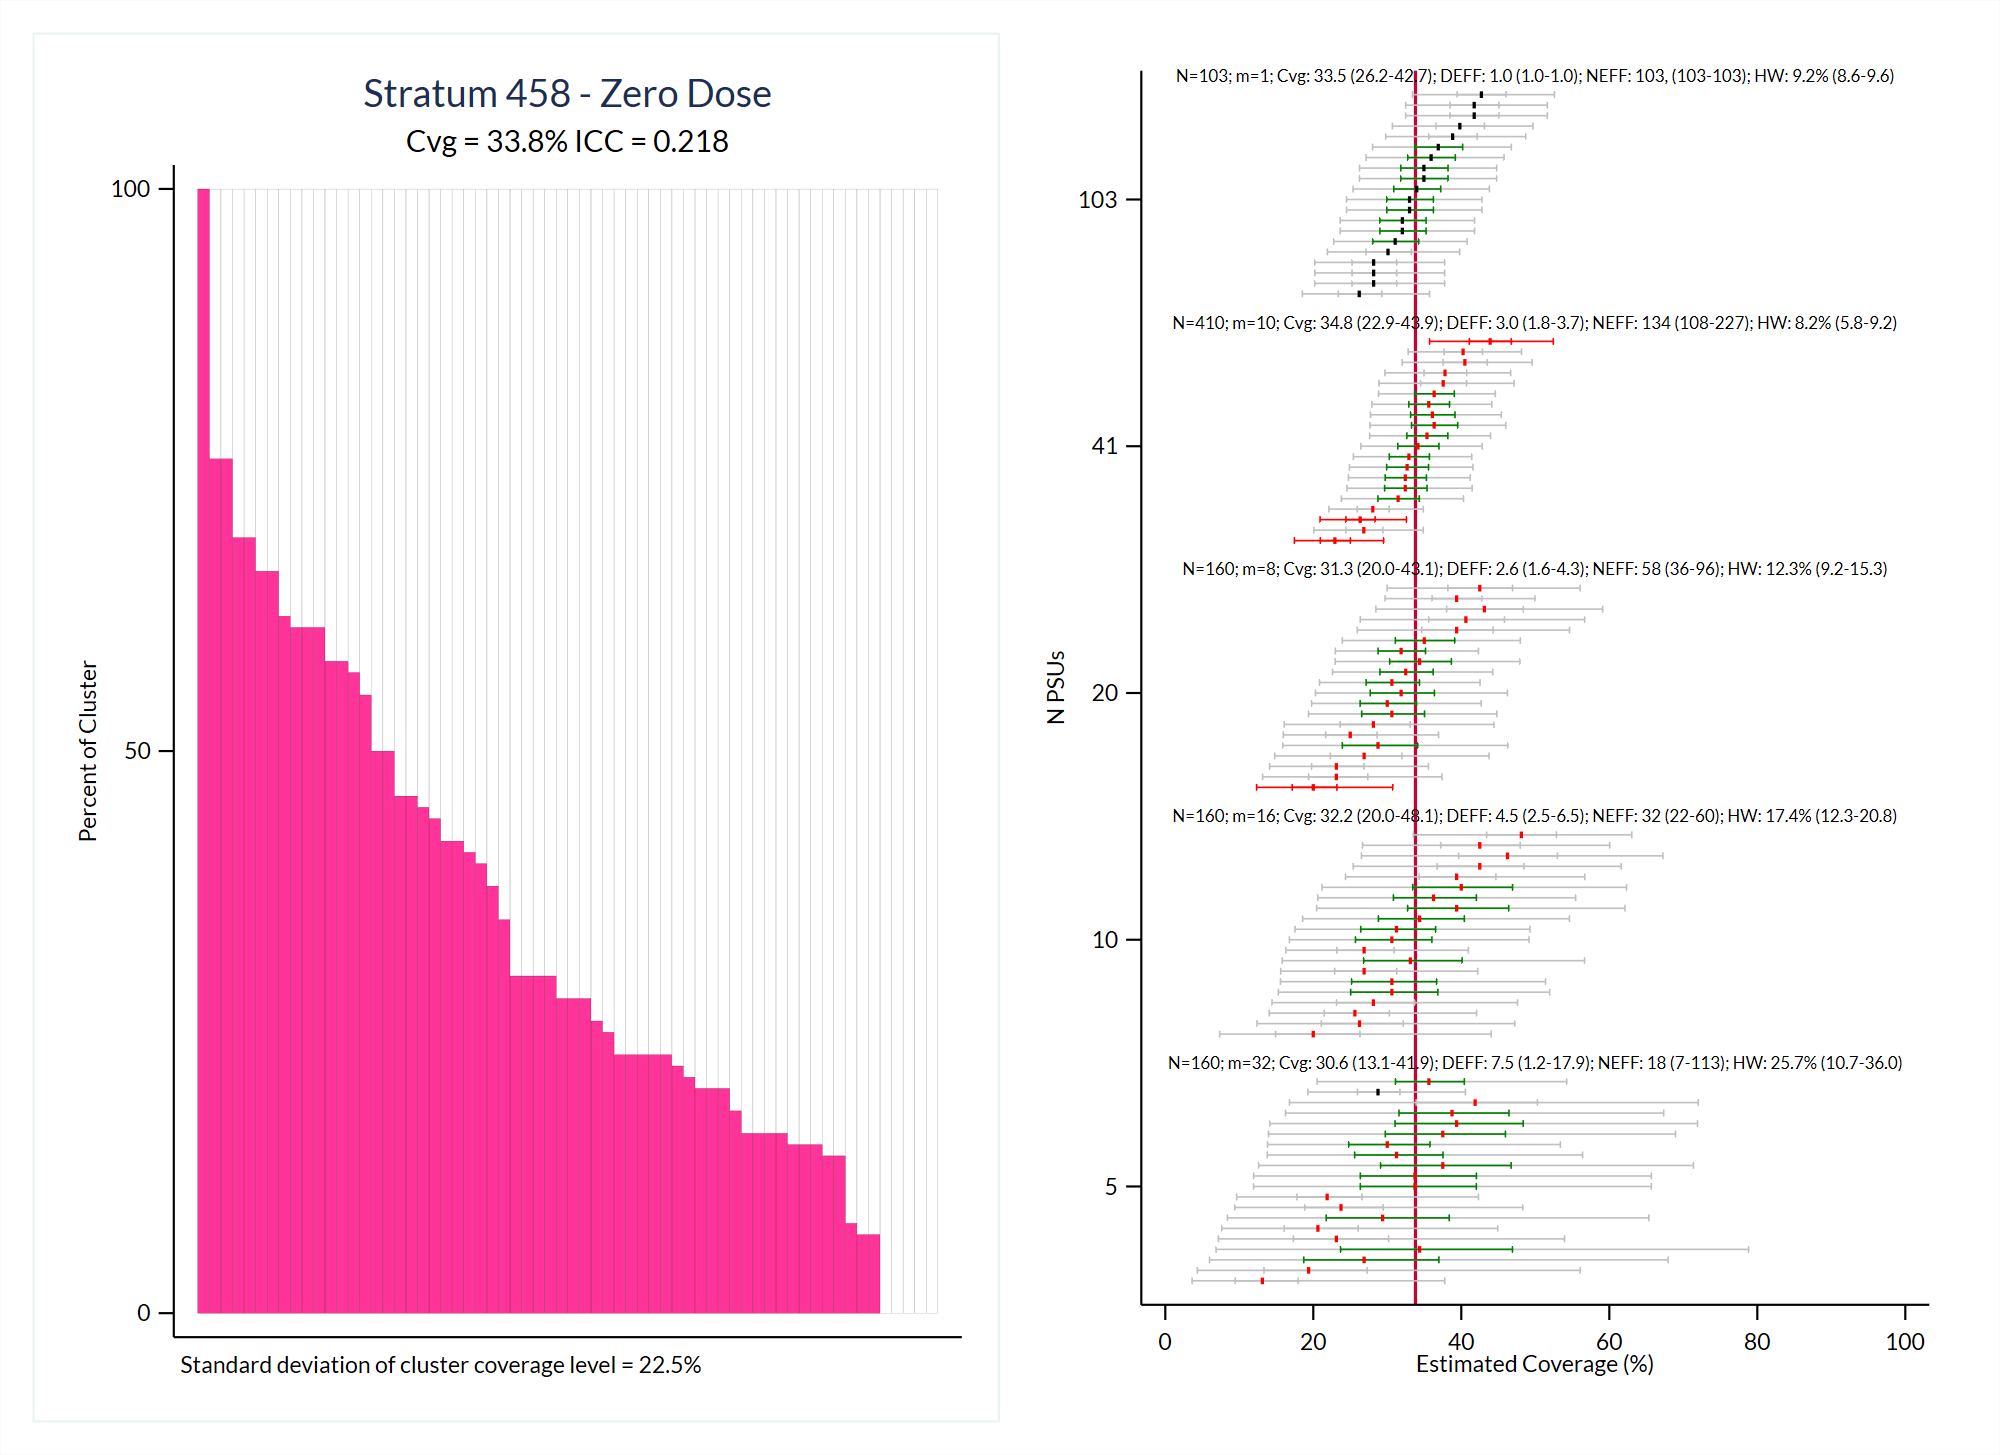 Stratum 458 - Zero Dose
Cvg = 33.8% ICC = 0.218
100
50
0
Percent of Cluster
Standard deviation of cluster coverage level = 22.5%
N=103; m=1; Cvg: 33.5 (26.2-42.7); DEFF: 1.0 (1.0-1.0); NEFF: 103, (103-103); HW: 9.2% (8.6-9.6)
103
N=410; m=10; Cvg: 34.8 (22.9-43.9); DEFF: 3.0 (1.8-3.7); NEFF: 134 (108-227); HW: 8.2% (5.8-9.2)
41
N=160; m=8; Cvg: 31.3 (20.0-43.1); DEFF: 2.6 (1.6-4.3); NEFF: 58 (36-96); HW: 12.3% (9.2-15.3)
20
N PSUs
N=160; m=16; Cvg: 32.2 (20.0-48.1); DEFF: 4.5 (2.5-6.5); NEFF: 32 (22-60); HW: 17.4% (12.3-20.8)
10
N=160; m=32; Cvg: 30.6 (13.1-41.9); DEFF: 7.5 (1.2-17.9); NEFF: 18 (7-113); HW: 25.7% (10.7-36.0)
5
0 20 40 60 80 100
Estimated Coverage (%)